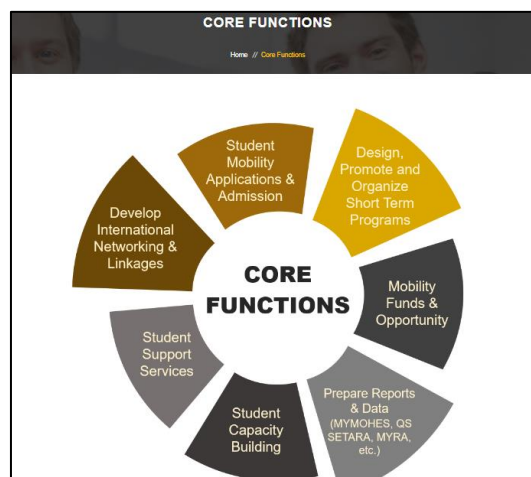 CORE FUNCTIONS
Home // Core Functions
Student
Mobility
Applications &
Admission
Design,
Promote and
Organize
Short Term
Programs
Develop
International
Networking &
Linkages
CORE
FUNCTIONS
Mobility
Funds &
Opportunity
Student
Support
Services
Student
Capacity
Building
Prepare Reports
& Data
(MYMOHES, QS
SETARA, MYRA,
etc.)